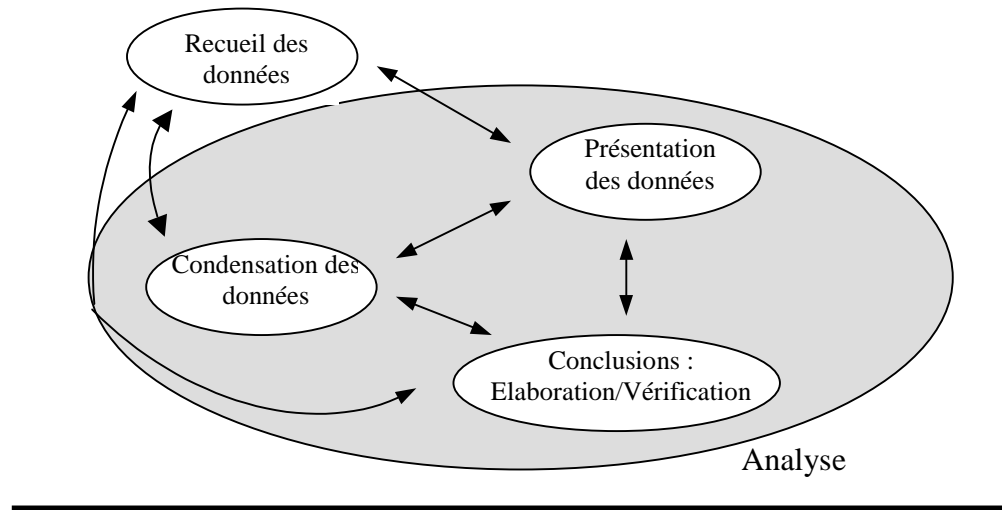 Recueil des
données
Présentation
des données
Condensation des
données
Conclusions :
Elaboration/Vérification
Analyse